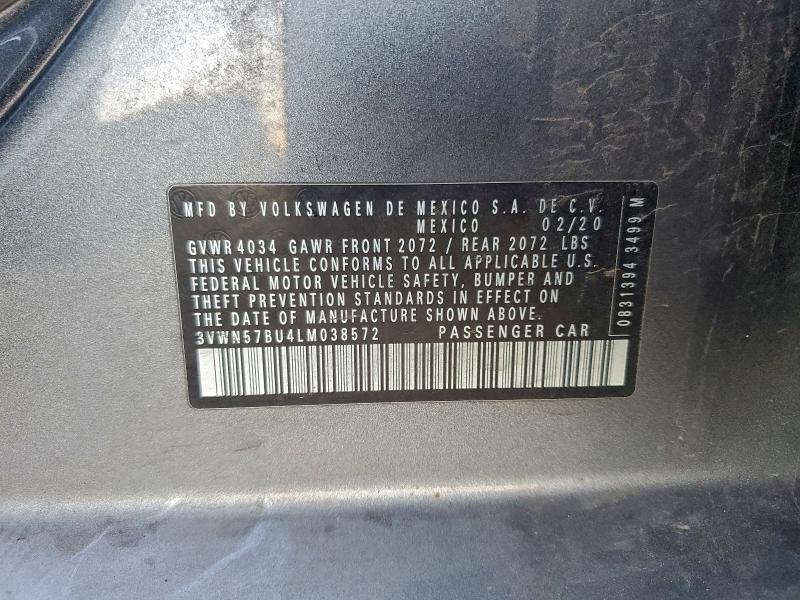 MFD BY VOLKSWAGEN DE MEXICO S.A. DE C.V.
MEXICO 02/20
GVWR 4034 GAWR FRONT 2072 / REAR 2072 LBS
THIS VEHICLE CONFORMS TO ALL APPLICABLE U.S.
FEDERAL MOTOR VEHICLE SAFETY, BUMPER AND
THEFT PREVENTION STANDARDS IN EFFECT ON
THE DATE OF MANUFACTURE SHOWN ABOVE.
3VWN57BU4LM038572 PASSENGER CAR
0831394 3499 M